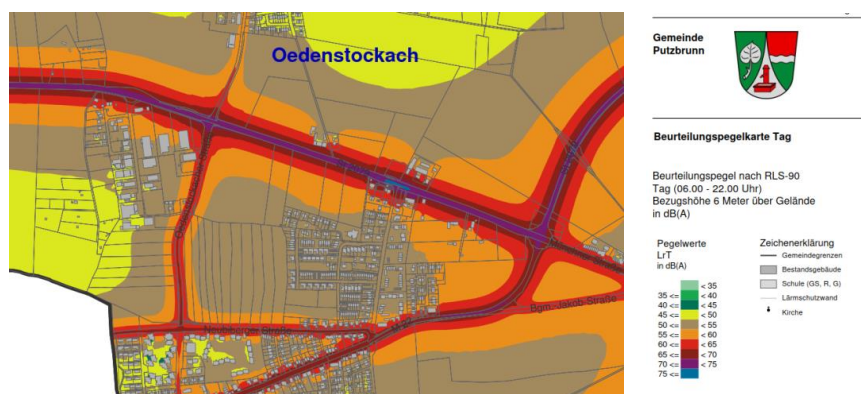 Oedenstockach
Neubiberger Straße
Bgm.-Jakob-Straße
Gemeinde
Putzbrunn
Beurteilungspegelkarte Tag
Beurteilungspegel nach RLS-90
Tag (06.00 - 22.00 Uhr)
Bezugshöhe 6 Meter über Gelände
in dB(A)
Pegelwerte
LrT
in dB(A)
< 35
35 <= < 40
40 <= < 45
45 <= < 50
50 <= < 55
55 <= < 60
60 <= < 65
65 <= < 70
70 <= < 75
75 <=
Zeichenerklärung
Gemeindegrenzen
Bestandsgebäude
Schule (GS, R, G)
Lärmschutzwand
Kirche